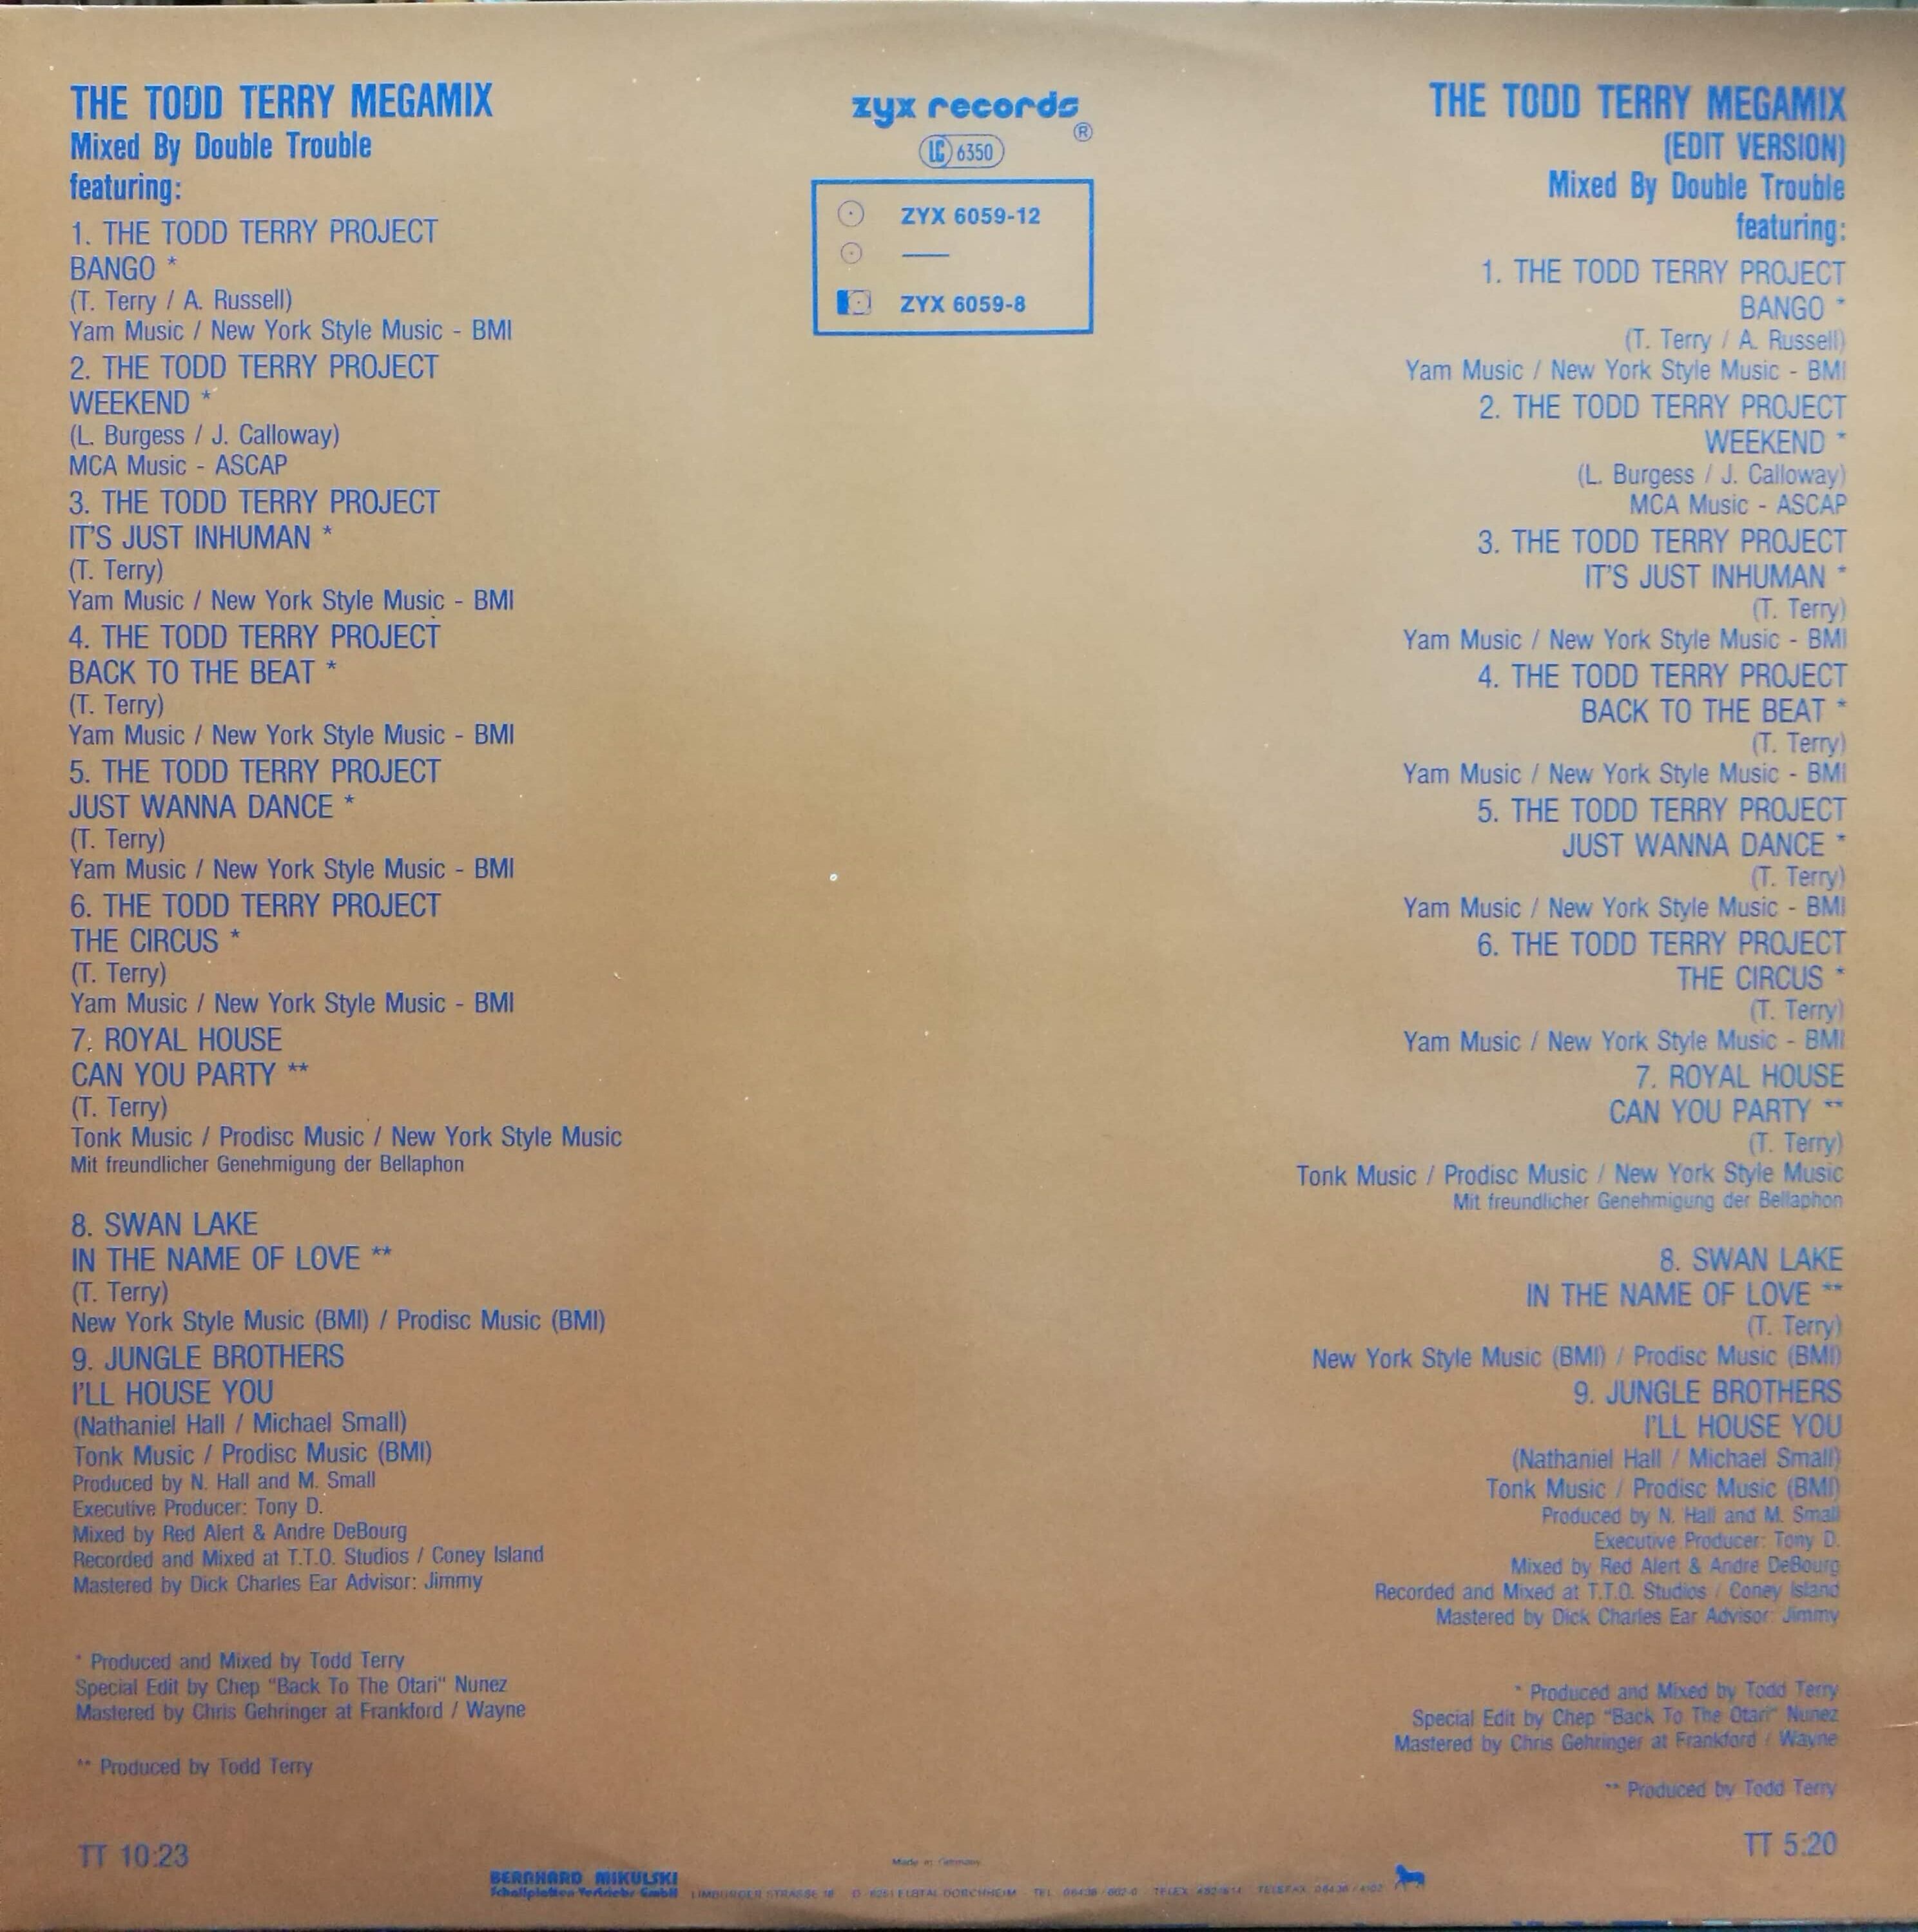 THE TODD TERRY MEGAMIX
Mixed By Double Trouble
featuring:
1. THE TODD TERRY PROJECT
BANGO *
(T. Terry / A. Russell)
Yam Music / New York Style Music - BMI
2. THE TODD TERRY PROJECT
WEEKEND *
(L. Burgess / J. Calloway)
MCA Music - ASCAP
3. THE TODD TERRY PROJECT
IT'S JUST INHUMAN *
(T. Terry)
Yam Music / New York Style Music - BMI
4. THE TODD TERRY PROJECT
BACK TO THE BEAT *
(T. Terry)
Yam Music / New York Style Music - BMI
5. THE TODD TERRY PROJECT
JUST WANNA DANCE *
(T. Terry)
Yam Music / New York Style Music - BMI
6. THE TODD TERRY PROJECT
THE CIRCUS *
(T. Terry)
Yam Music / New York Style Music - BMI
7. ROYAL HOUSE
CAN YOU PARTY **
(T. Terry)
Tonk Music / Prodisc Music / New York Style Music
Mit freundlicher Genehmigung der Bellaphon
8. SWAN LAKE
IN THE NAME OF LOVE **
(T. Terry)
New York Style Music (BMI) / Prodisc Music (BMI)
9. JUNGLE BROTHERS
I'LL HOUSE YOU
(Nathaniel Hall / Michael Small)
Tonk Music / Prodisc Music (BMI)
Produced by N. Hall and M. Small
Executive Producer: Tony D.
Mixed by Red Alert & Andre DeBourg
Recorded and Mixed at T.T.O. Studios / Coney Island
Mastered by Dick Charles Ear Advisor: Jimmy
* Produced and Mixed by Todd Terry
Special Edit by Chep "Back To The Otari" Nunez
Mastered by Chris Gehringer at Frankford / Wayne
** Produced by Todd Terry
TT 10:23
zyx records
®
LC 6350
ZYX 6059-12
ZYX 6059-8
THE TODD TERRY MEGAMIX
(EDIT VERSION)
Mixed By Double Trouble
featuring:
1. THE TODD TERRY PROJECT
BANGO *
(T. Terry / A. Russell)
Yam Music / New York Style Music - BMI
2. THE TODD TERRY PROJECT
WEEKEND *
(L. Burgess / J. Calloway)
MCA Music - ASCAP
3. THE TODD TERRY PROJECT
IT'S JUST INHUMAN *
(T. Terry)
Yam Music / New York Style Music - BMI
4. THE TODD TERRY PROJECT
BACK TO THE BEAT *
(T. Terry)
Yam Music / New York Style Music - BMI
5. THE TODD TERRY PROJECT
JUST WANNA DANCE *
(T. Terry)
Yam Music / New York Style Music - BMI
6. THE TODD TERRY PROJECT
THE CIRCUS *
(T. Terry)
Yam Music / New York Style Music - BMI
7. ROYAL HOUSE
CAN YOU PARTY **
(T. Terry)
Tonk Music / Prodisc Music / New York Style Music
Mit freundlicher Genehmigung der Bellaphon
8. SWAN LAKE
IN THE NAME OF LOVE **
(T. Terry)
New York Style Music (BMI) / Prodisc Music (BMI)
9. JUNGLE BROTHERS
I'LL HOUSE YOU
(Nathaniel Hall / Michael Small)
Tonk Music / Prodisc Music (BMI)
Produced by N. Hall and M. Small
Executive Producer: Tony D.
Mixed by Red Alert & Andre DeBourg
Recorded and Mixed at T.T.O. Studios / Coney Island
Mastered by Dick Charles Ear Advisor: Jimmy
* Produced and Mixed by Todd Terry
Special Edit by Chep "Back To The Otari" Nunez
Mastered by Chris Gehringer at Frankford / Wayne
** Produced by Todd Terry
TT 5:20
Made in Germany
BERNHARD MIKULSKI
Schallplatten Vertriebs GmbH LIMBURGER STRASSE 18 D 6251 ELBTAL-DORCHHEIM - TEL. TELEX TELEFAX